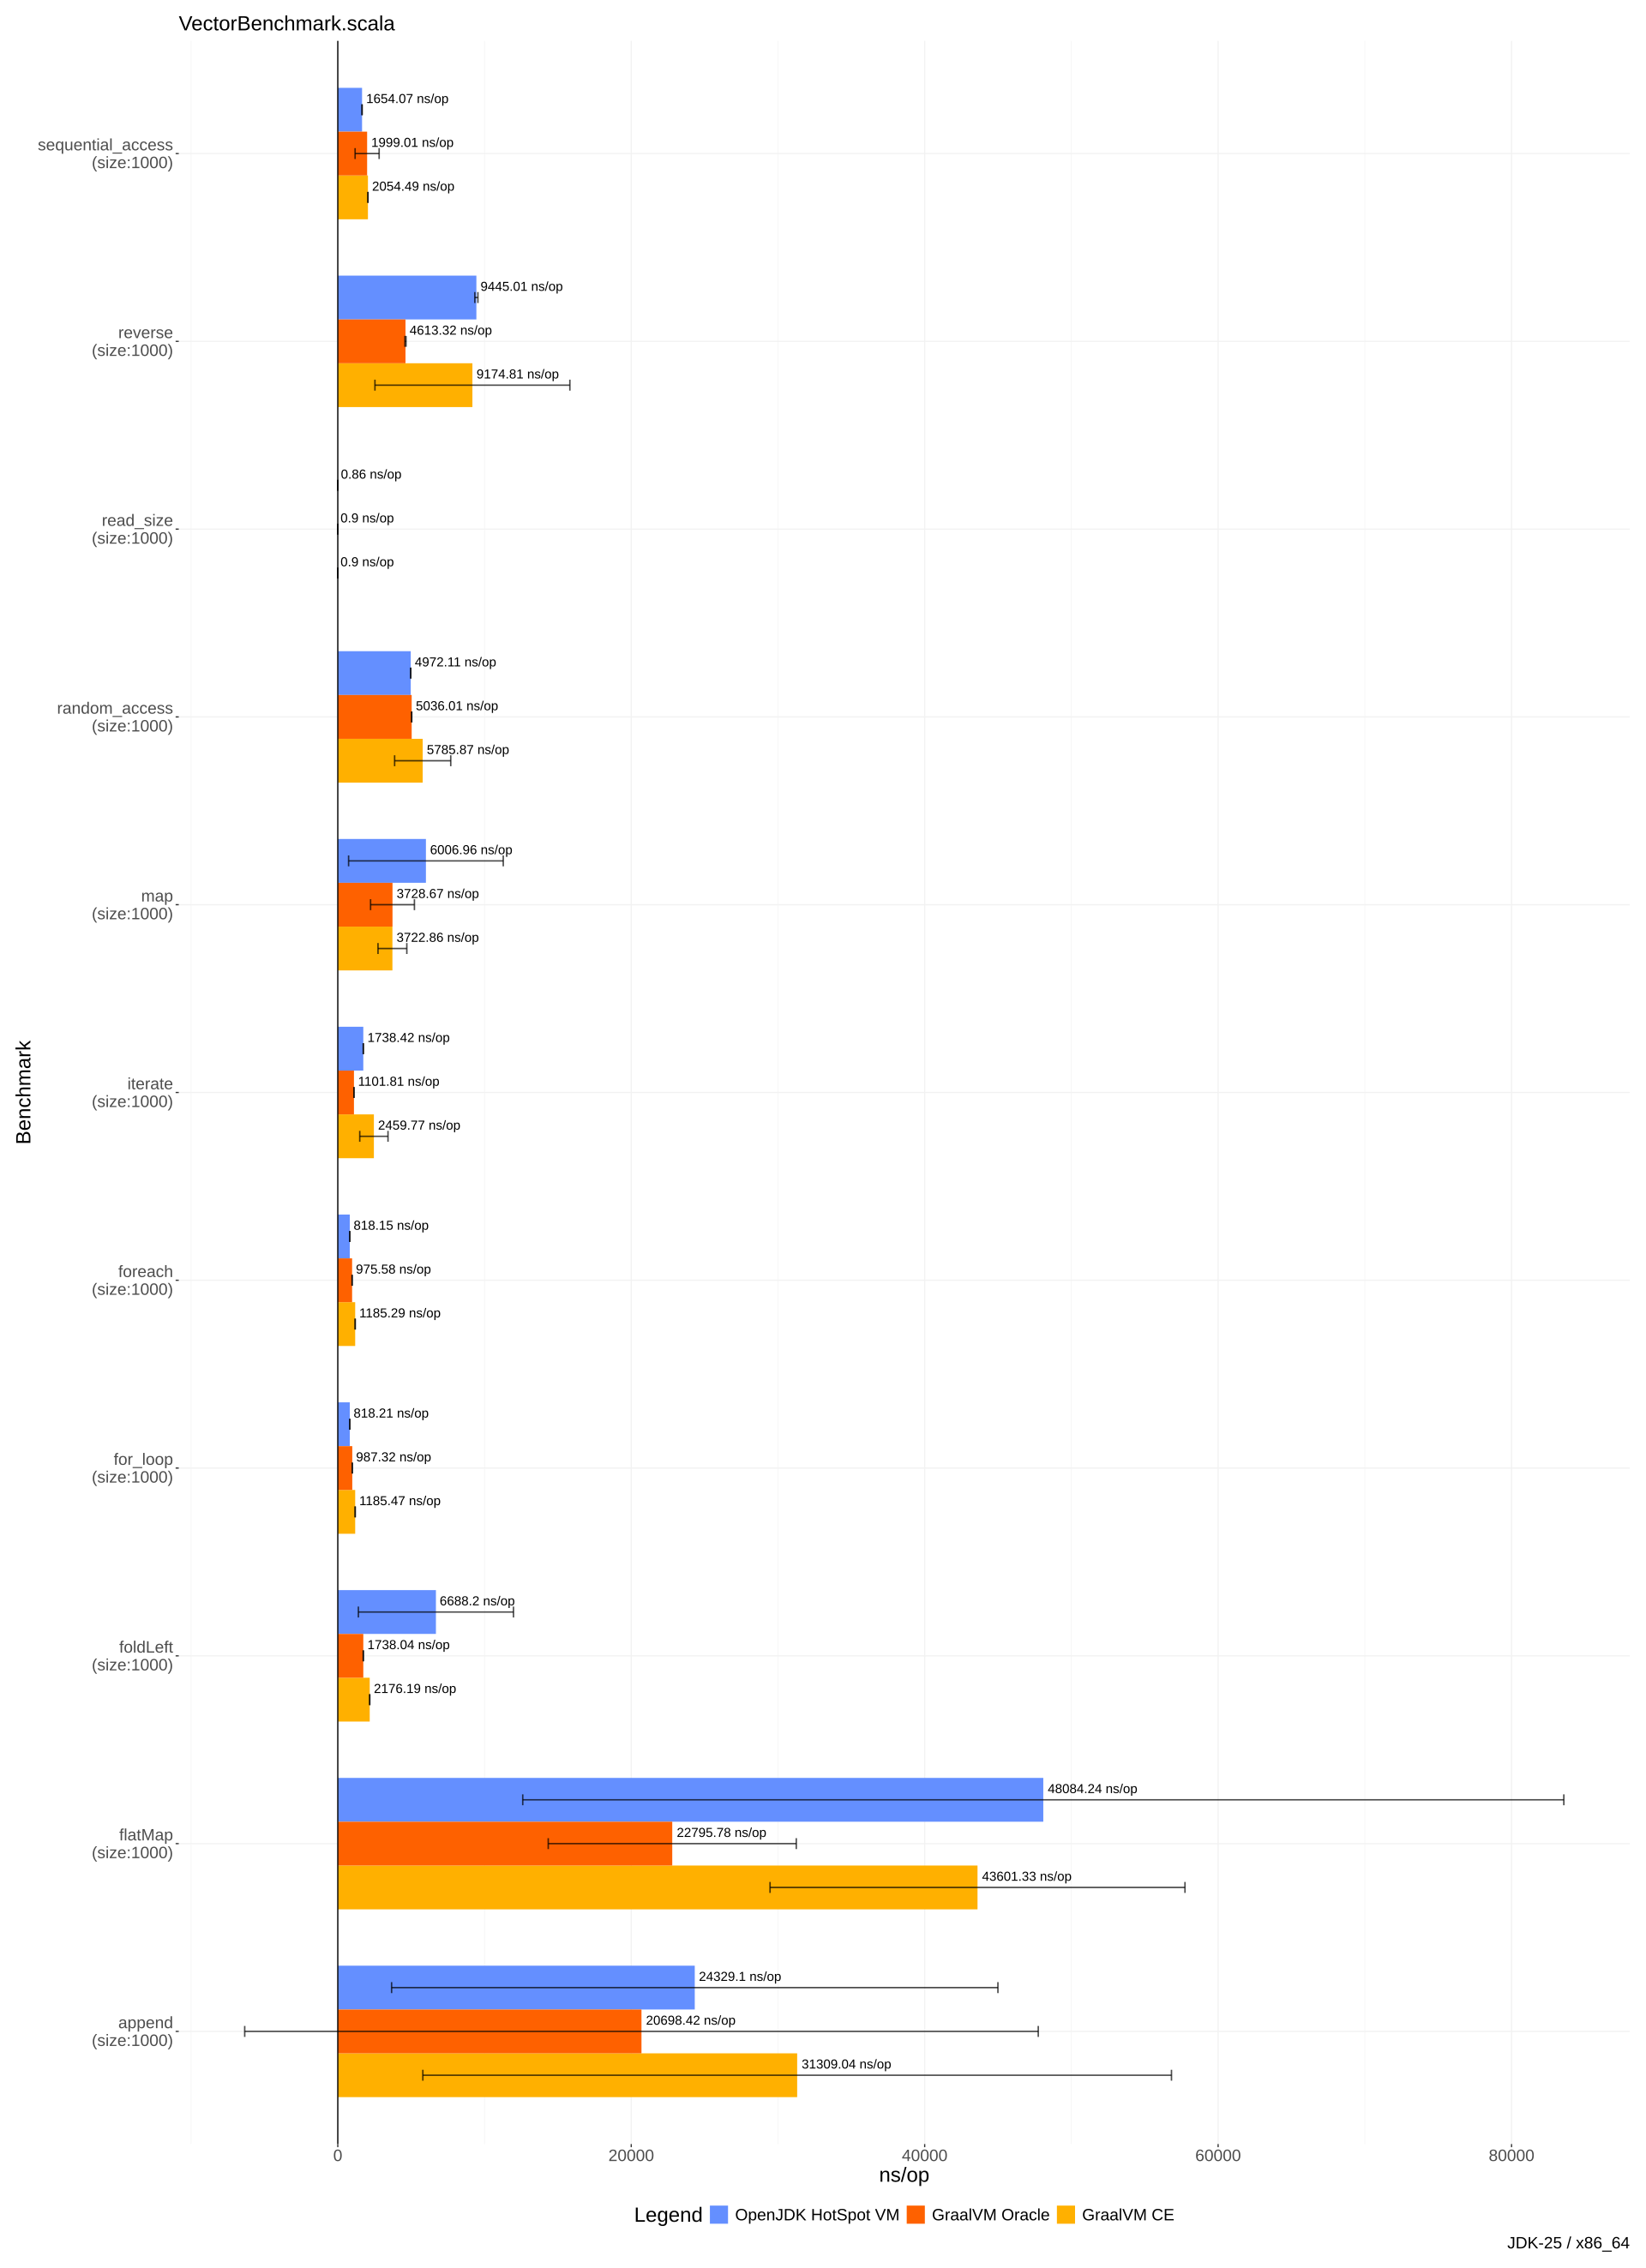 VectorBenchmark.scala
1654.07 ns/op
sequential_access
(size:1000)
1999.01 ns/op
2054.49 ns/op
9445.01 ns/op
reverse
(size:1000)
4613.32 ns/op
9174.81 ns/op
0.86 ns/op
read_size
(size:1000)
0.9 ns/op
0.9 ns/op
4972.11 ns/op
random_access
(size:1000)
5036.01 ns/op
5785.87 ns/op
6006.96 ns/op
map
(size:1000)
3728.67 ns/op
3722.86 ns/op
1738.42 ns/op
iterate
(size:1000)
1101.81 ns/op
2459.77 ns/op
818.15 ns/op
foreach
(size:1000)
975.58 ns/op
1185.29 ns/op
818.21 ns/op
for_loop
(size:1000)
987.32 ns/op
1185.47 ns/op
6688.2 ns/op
foldLeft
(size:1000)
1738.04 ns/op
2176.19 ns/op
48084.24 ns/op
flatMap
(size:1000)
22795.78 ns/op
43601.33 ns/op
24329.1 ns/op
append
(size:1000)
20698.42 ns/op
31309.04 ns/op
Benchmark
0 20000 40000 60000 80000
ns/op
Legend OpenJDK HotSpot VM GraalVM Oracle GraalVM CE
JDK-25 / x86_64